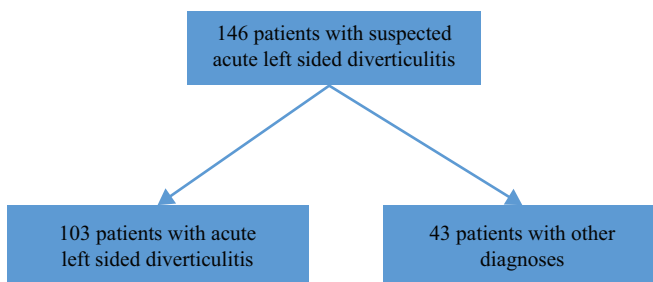 146 patients with suspected
acute left sided diverticulitis
103 patients with acute
left sided diverticulitis
43 patients with other
diagnoses